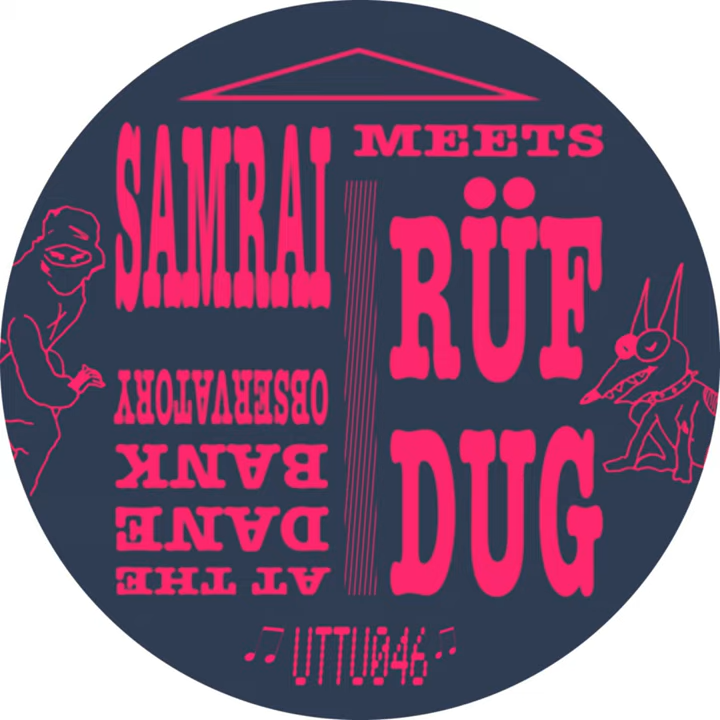 SAMRAI
MEETS
RÜF
DUG
AT THE
DANE
BANK
OBSERVATORY
UTTU046